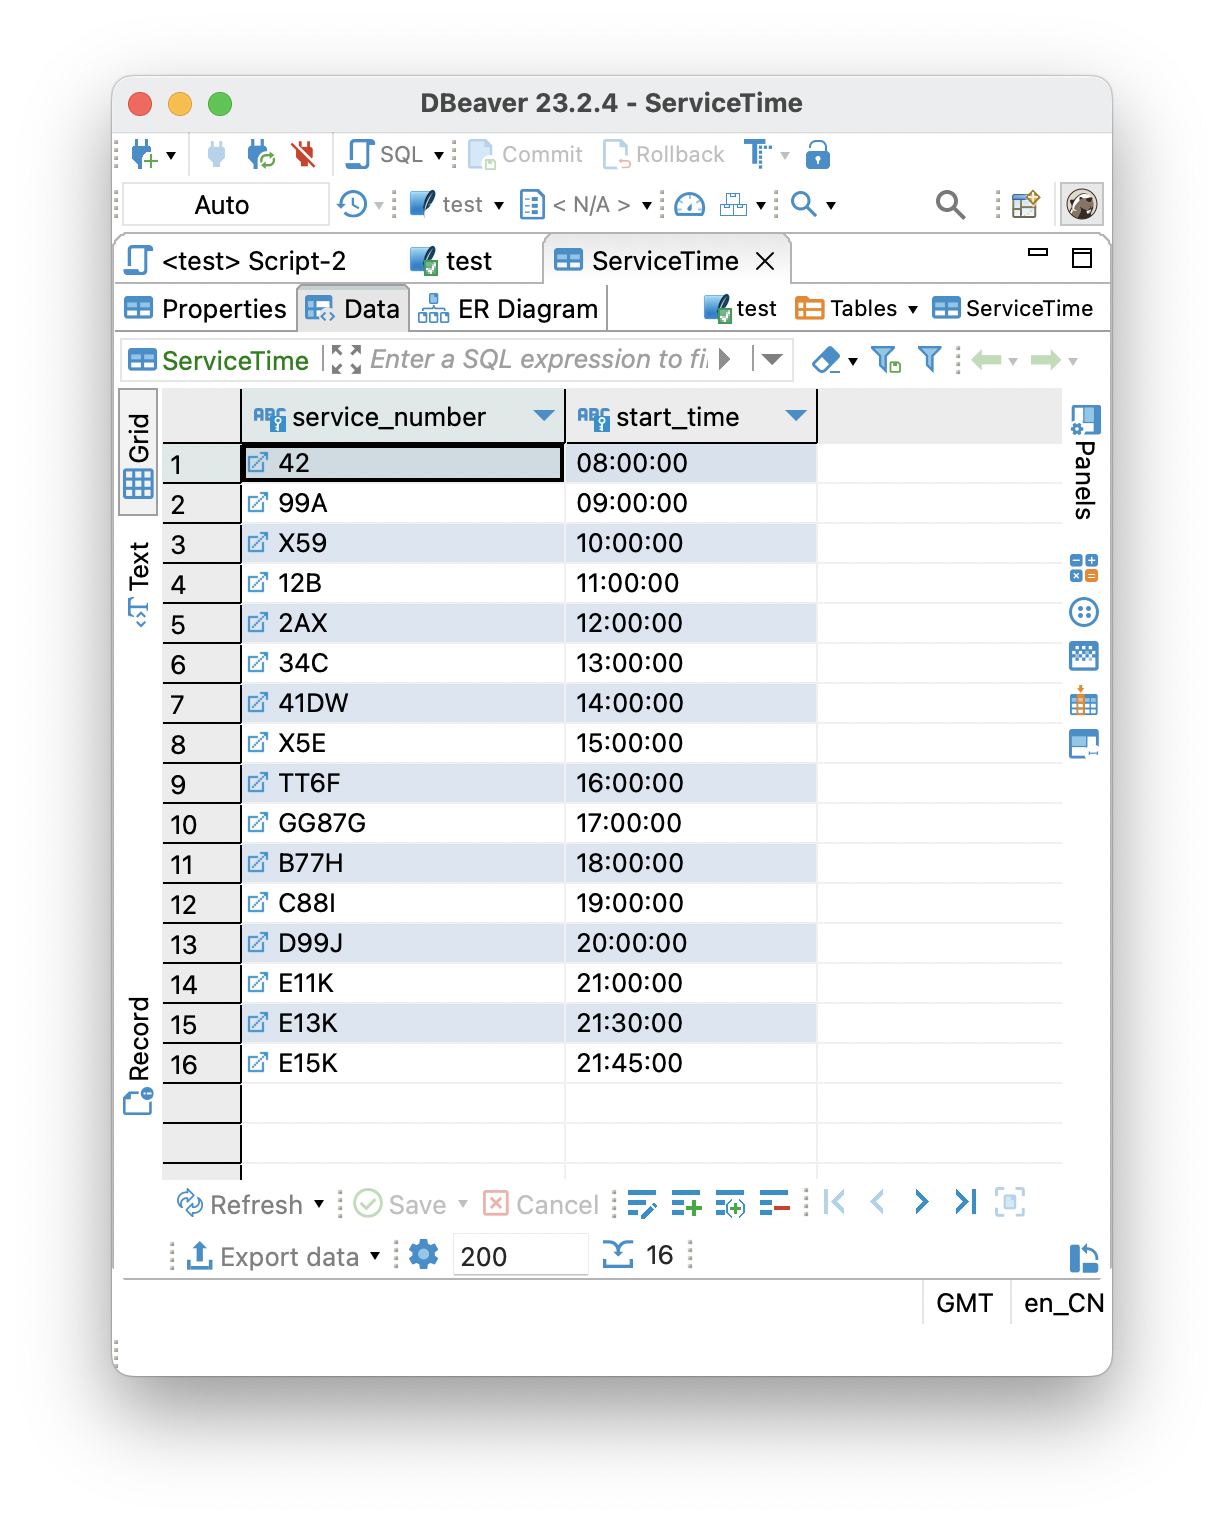 DBeaver 23.2.4 - ServiceTime
SQL Commit Rollback
Auto test < N/A >
<test> Script-2 test ServiceTime
Properties Data ER Diagram test Tables ServiceTime
ServiceTime Enter a SQL expression to fi
Grid
Text
Record
service_number start_time
1 42 08:00:00
2 99A 09:00:00
3 X59 10:00:00
4 12B 11:00:00
5 2AX 12:00:00
6 34C 13:00:00
7 41DW 14:00:00
8 X5E 15:00:00
9 TT6F 16:00:00
10 GG87G 17:00:00
11 B77H 18:00:00
12 C88I 19:00:00
13 D99J 20:00:00
14 E11K 21:00:00
15 E13K 21:30:00
16 E15K 21:45:00
Panels
Refresh Save Cancel
Export data 200 16
GMT en_CN